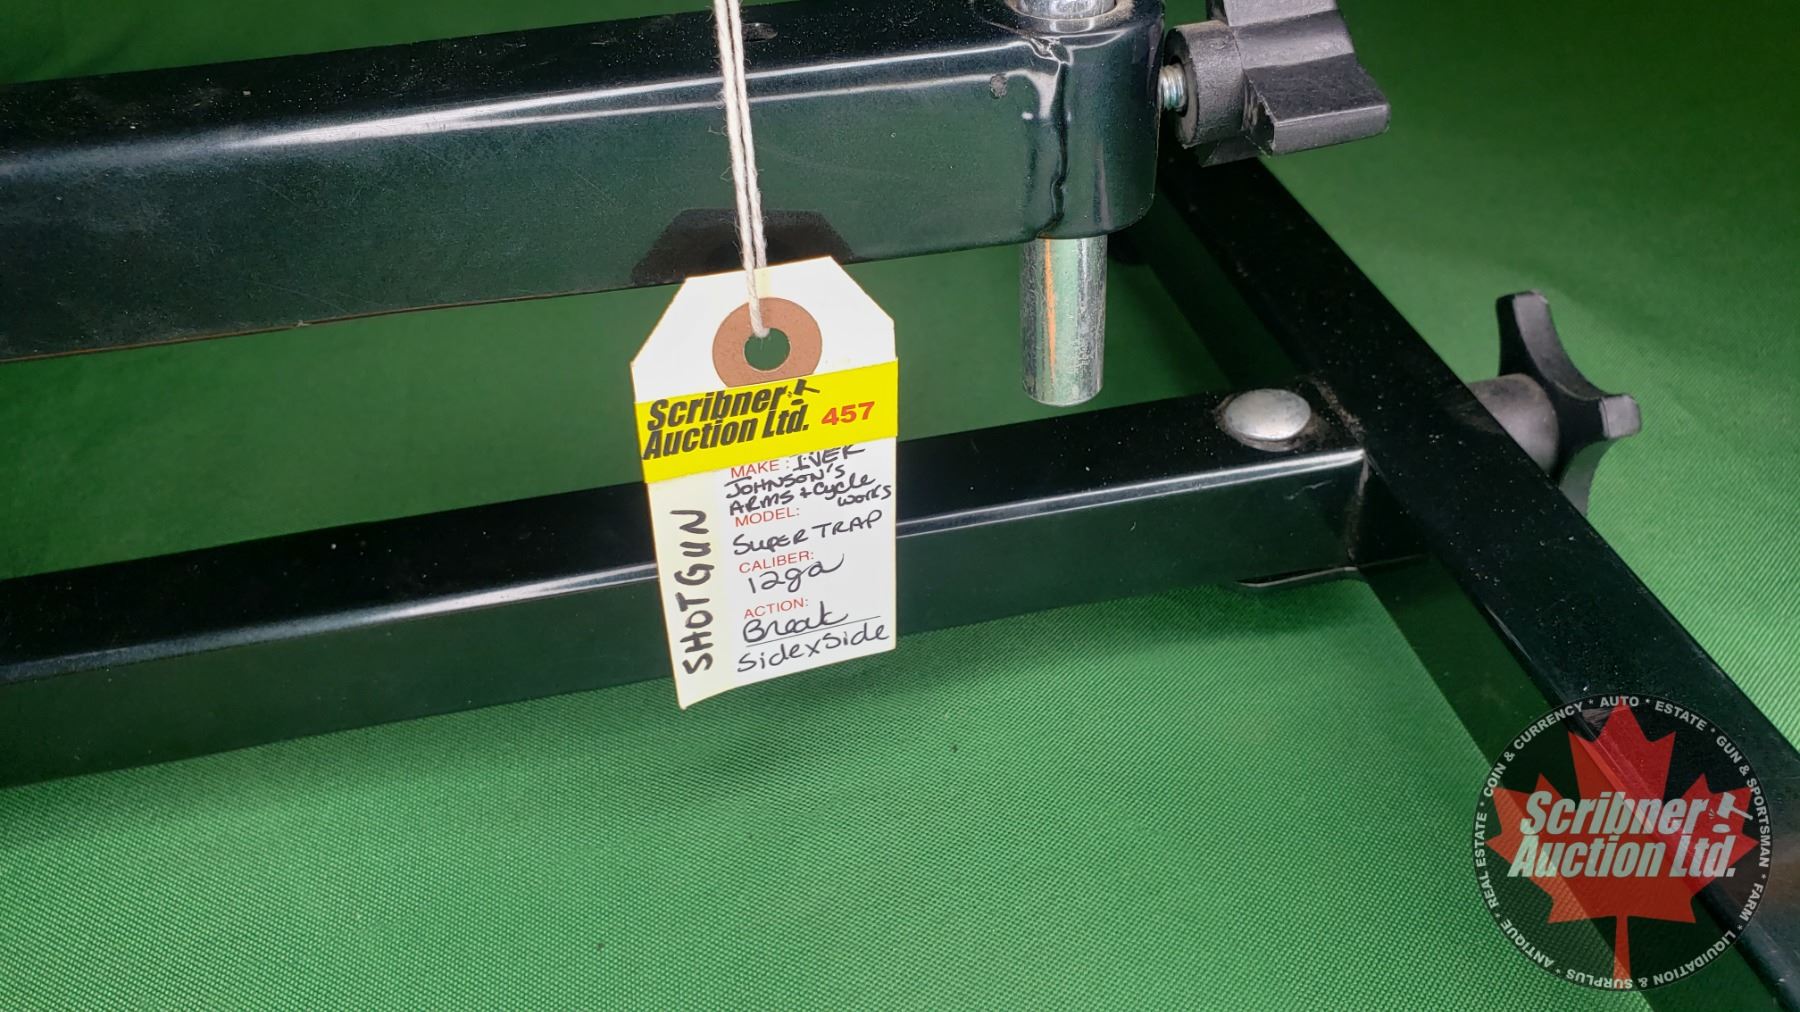 Scribner
Auction Ltd. 457
MAKE: IVER
JOHNSON'S
ARMS + Cycle
WORKS
MODEL:
SUPER TRAP
CALIBER:
12ga
ACTION:
Break
SidexSide
SHOTGUN
COIN & CURRENCY * AUTO * ESTATE * GUN & SPORTSMAN * FARM * LIQUIDATION & SURPLUS * ANTIQUE * REAL ESTATE *
Scribner
Auction Ltd.